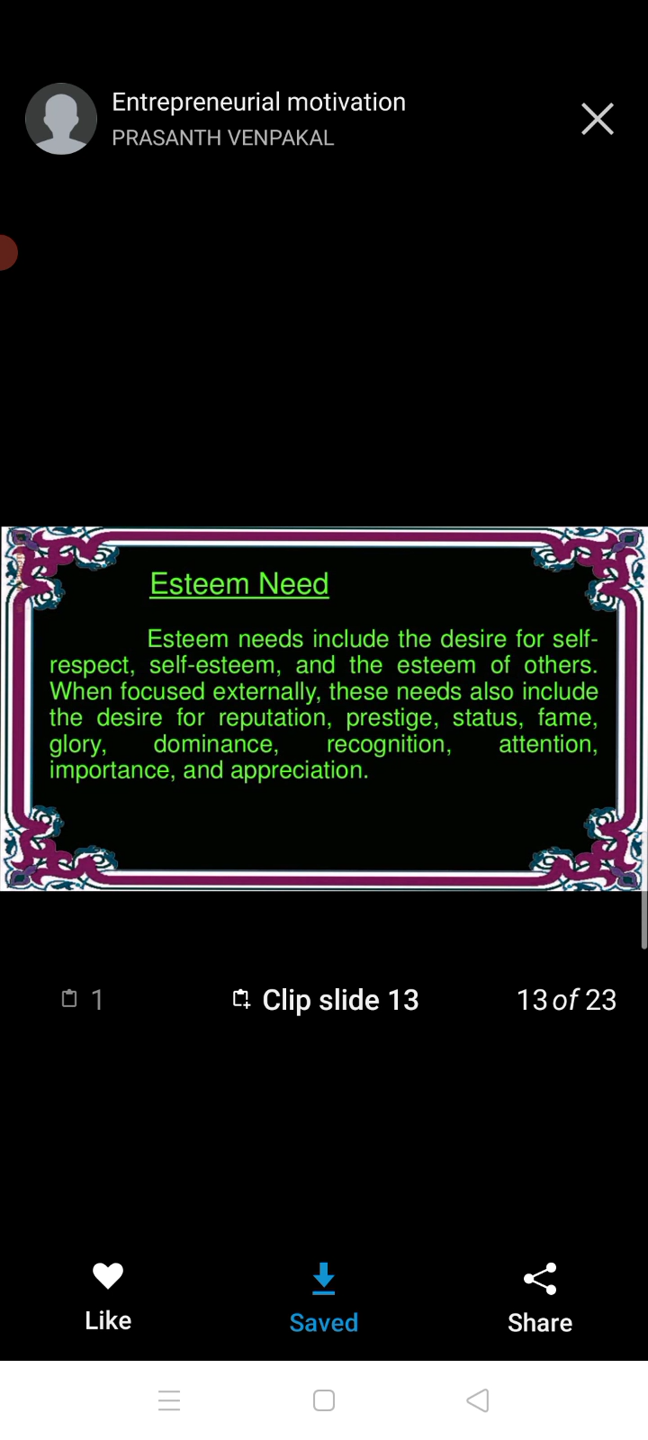 Entrepreneurial motivation
PRASANTH VENPAKAL
Esteem Need
Esteem needs include the desire for self-
respect, self-esteem, and the esteem of others.
When focused externally, these needs also include
the desire for reputation, prestige, status, fame,
glory, dominance, recognition, attention,
importance, and appreciation.
1
Clip slide 13
13 of 23
Like
Saved
Share